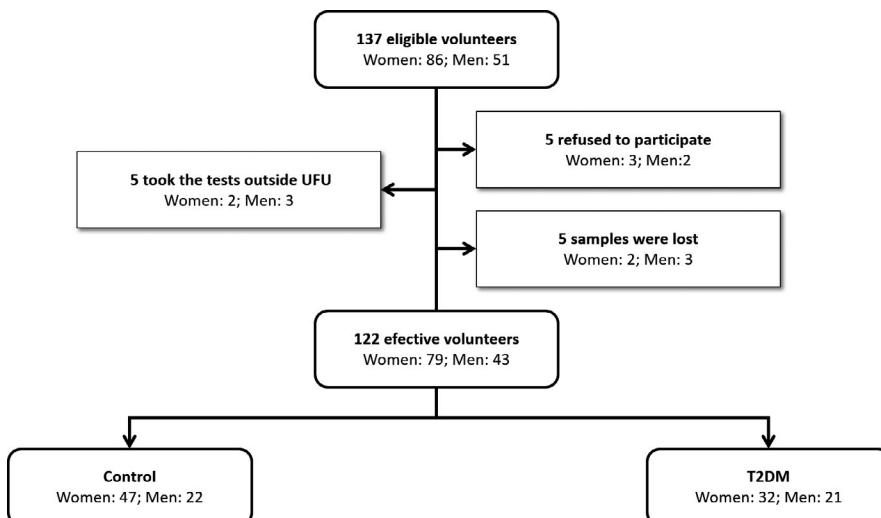 137 eligible volunteers
Women: 86; Men: 51
5 refused to participate
Women: 3; Men:2
5 took the tests outside UFU
Women: 2; Men: 3
5 samples were lost
Women: 2; Men: 3
122 efective volunteers
Women: 79; Men: 43
Control
Women: 47; Men: 22
T2DM
Women: 32; Men: 21